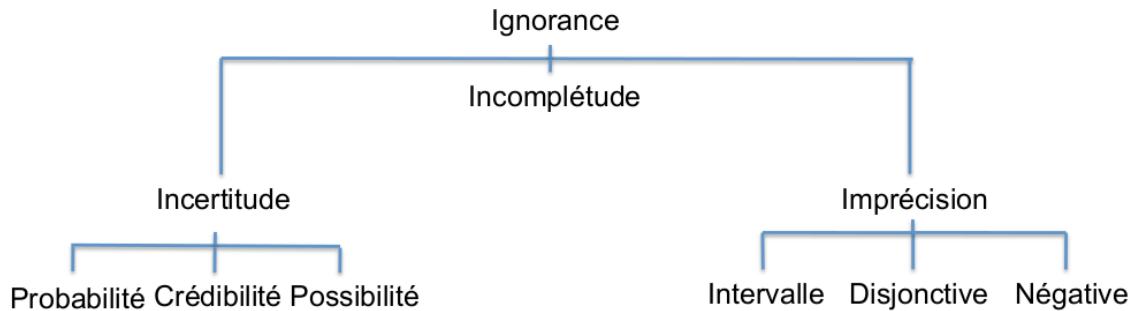 Ignorance
Incomplétude
Incertitude Imprécision
Probabilité Crédibilité Possibilité Intervalle Disjonctive Négative